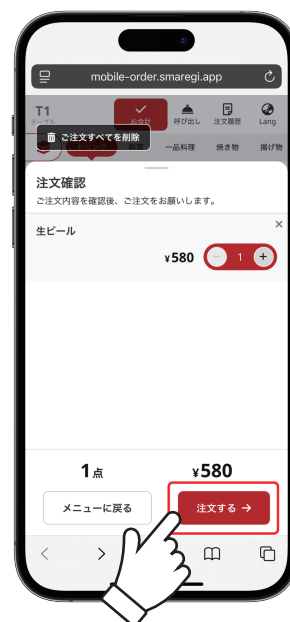 mobile-order.smaregi.app
T1
テーブル
お会計
呼び出し
注文履歴
Lang
ご注文すべてを削除
一品料理
焼き物
揚げ物
注文確認
ご注文内容を確認後、ご注文をお願いします。
生ビール
×
¥580
− 1 +
1点
¥580
メニューに戻る
注文する →